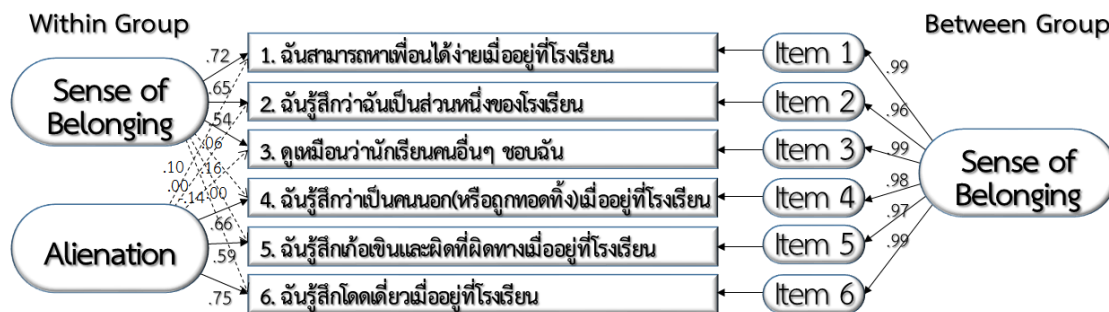 Within Group
Between Group
Sense of
Belonging
Alienation
.72
.65
.54
.06
.16
.10
.00
-.14
.00
.66
.59
.75
1. ฉันสามารถหาเพื่อนได้ง่ายเมื่ออยู่ที่โรงเรียน
2. ฉันรู้สึกว่าฉันเป็นส่วนหนึ่งของโรงเรียน
3. ดูเหมือนว่านักเรียนคนอื่นๆ ชอบฉัน
4. ฉันรู้สึกว่าเป็นคนนอก(หรือถูกทอดทิ้ง)เมื่ออยู่ที่โรงเรียน
5. ฉันรู้สึกเก้อเขินและผิดที่ผิดทางเมื่ออยู่ที่โรงเรียน
6. ฉันรู้สึกโดดเดี่ยวเมื่ออยู่ที่โรงเรียน
Item 1
Item 2
Item 3
Item 4
Item 5
Item 6
.99
.96
.99
.98
.97
.99
Sense of
Belonging